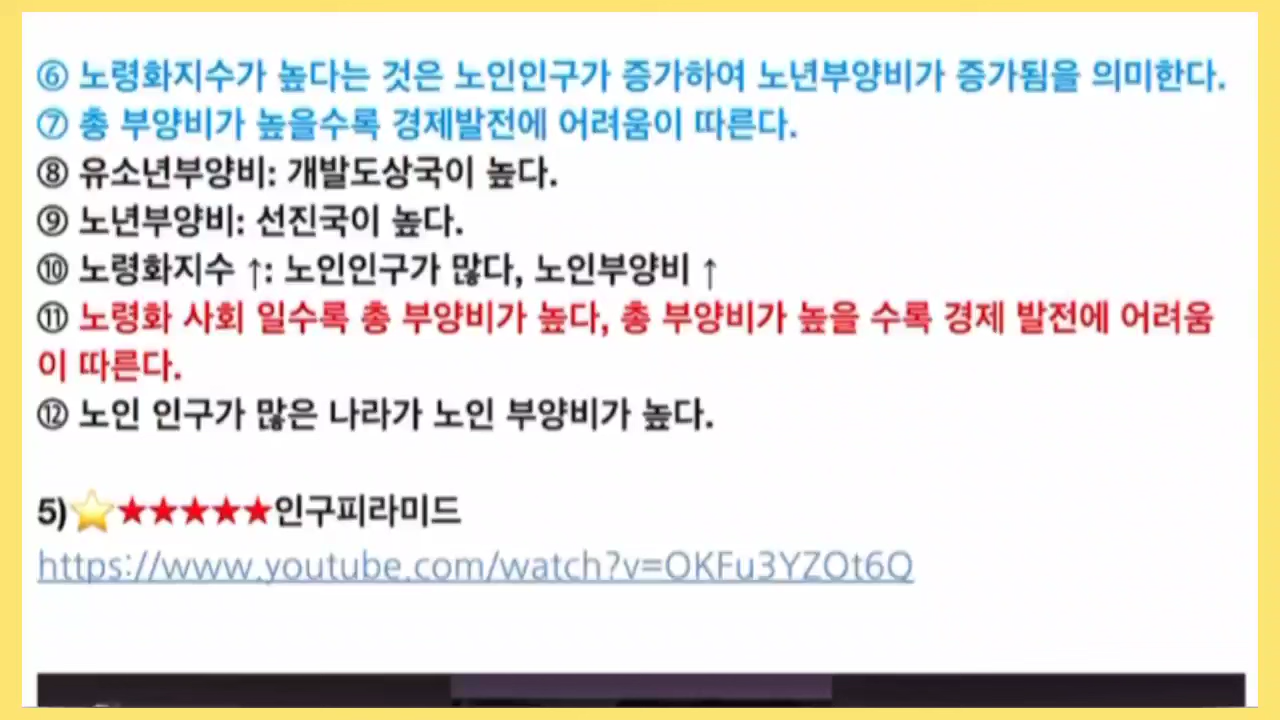 ⑥ 노령화지수가 높다는 것은 노인인구가 증가하여 노년부양비가 증가됨을 의미한다.
⑦ 총 부양비가 높을수록 경제발전에 어려움이 따른다.
⑧ 유소년부양비: 개발도상국이 높다.
⑨ 노년부양비: 선진국이 높다.
⑩ 노령화지수 ↑: 노인인구가 많다, 노인부양비 ↑
⑪ 노령화 사회 일수록 총 부양비가 높다, 총 부양비가 높을 수록 경제 발전에 어려움
이 따른다.
⑫ 노인 인구가 많은 나라가 노인 부양비가 높다.
5)⭐★★★★★인구피라미드
https://www.youtube.com/watch?v=OKFu3YZOt6Q